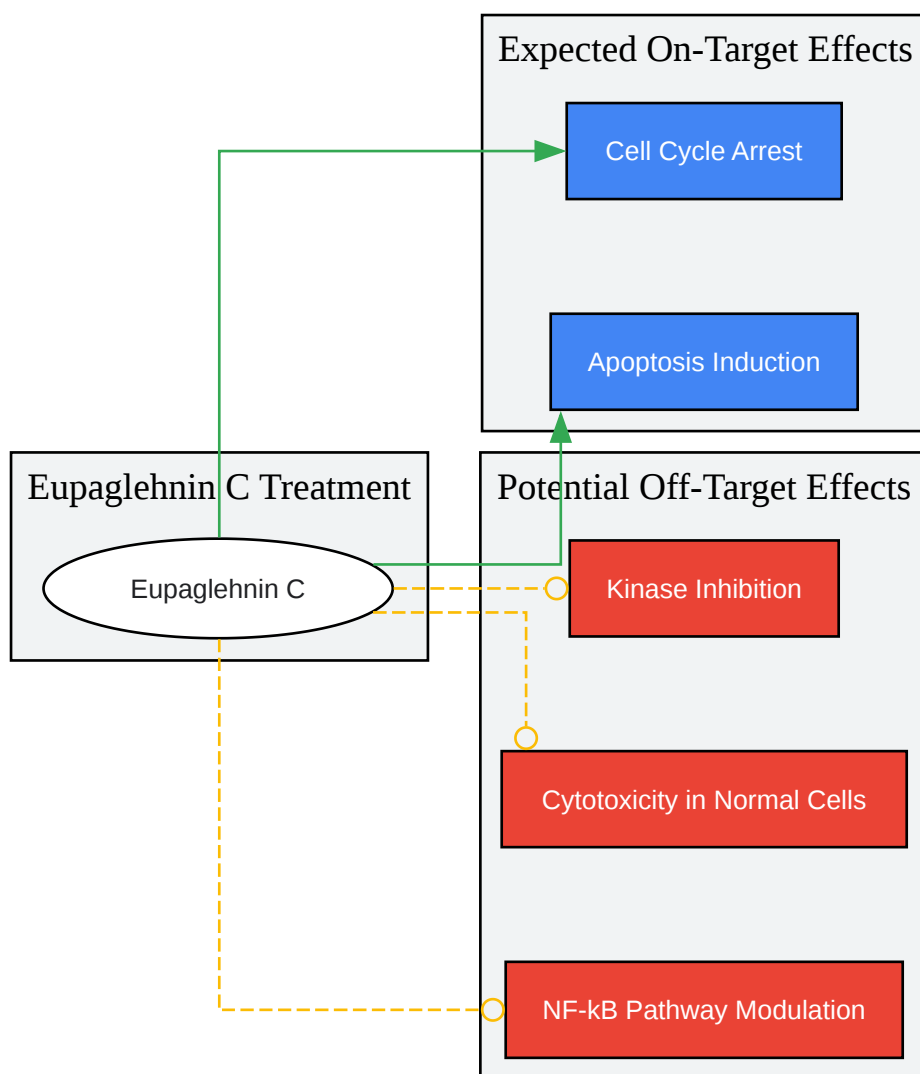 Expected On-Target Effects
Cell Cycle Arrest
Apoptosis Induction
Eupaglehnin C Treatment
Eupaglehnin C
Potential Off-Target Effects
Kinase Inhibition
Cytotoxicity in Normal Cells
NF-kB Pathway Modulation